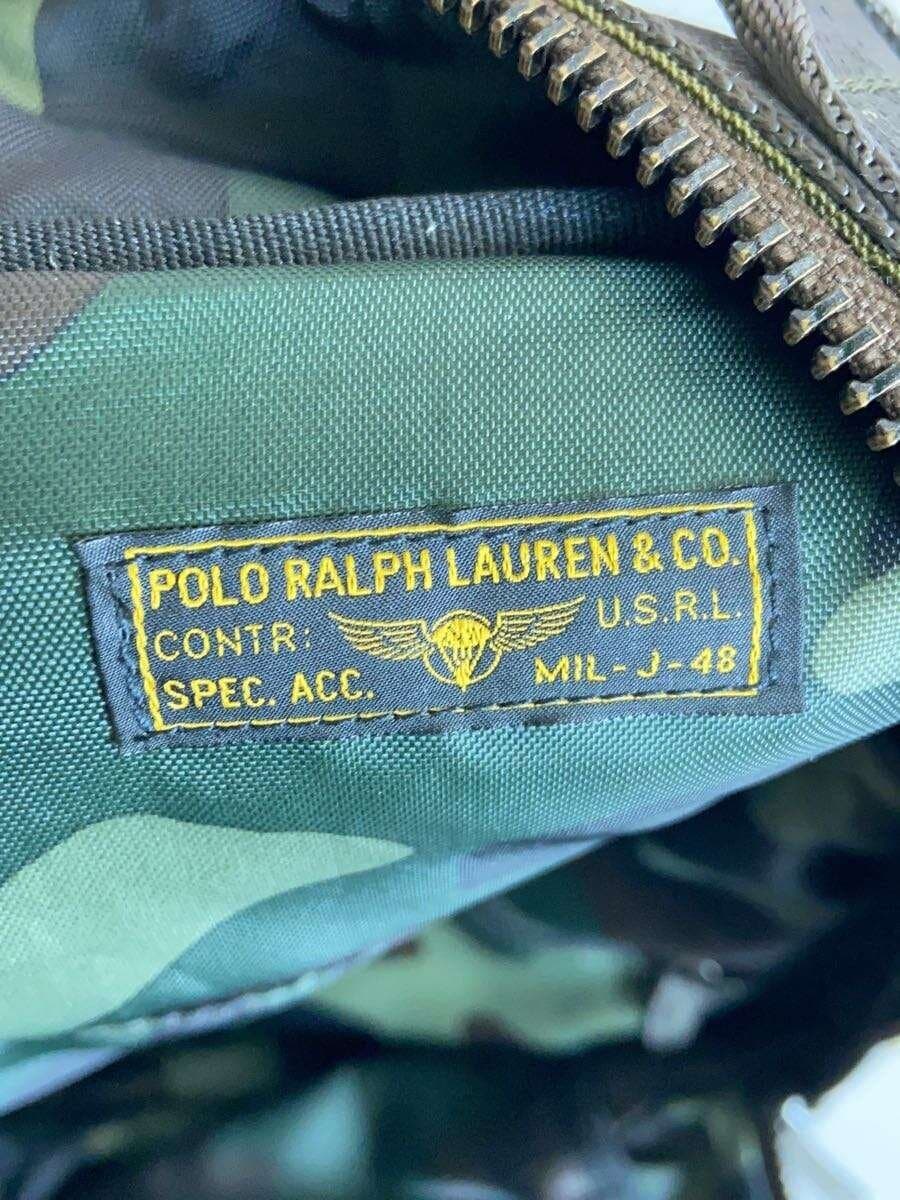 POLO RALPH LAUREN & CO.
CONTR: U.S.R.L.
SPEC. ACC. MIL-J-48